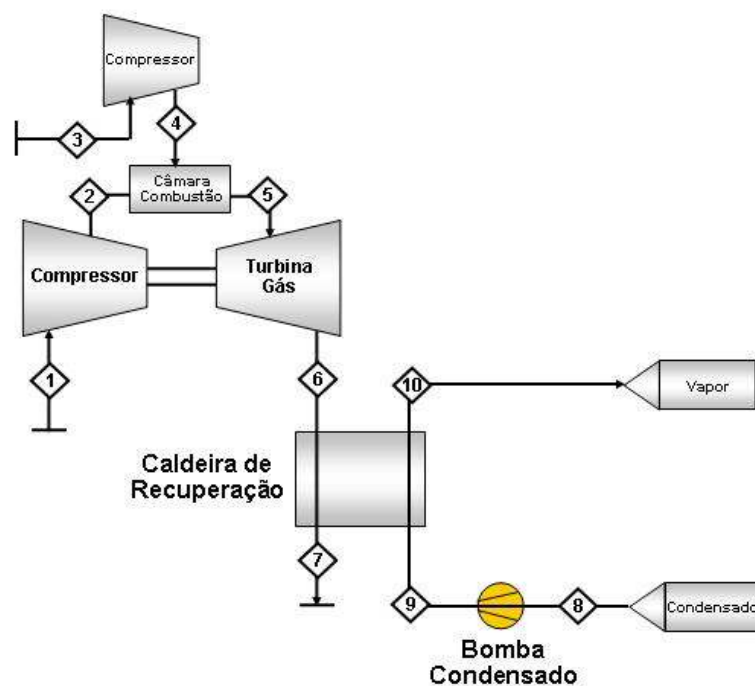 Compressor
3
4
2
Câmara
Combustão
5
Compressor
Turbina
Gás
1
6
10
Vapor
Caldeira de
Recuperação
7
9
8
Condensado
Bomba
Condensado